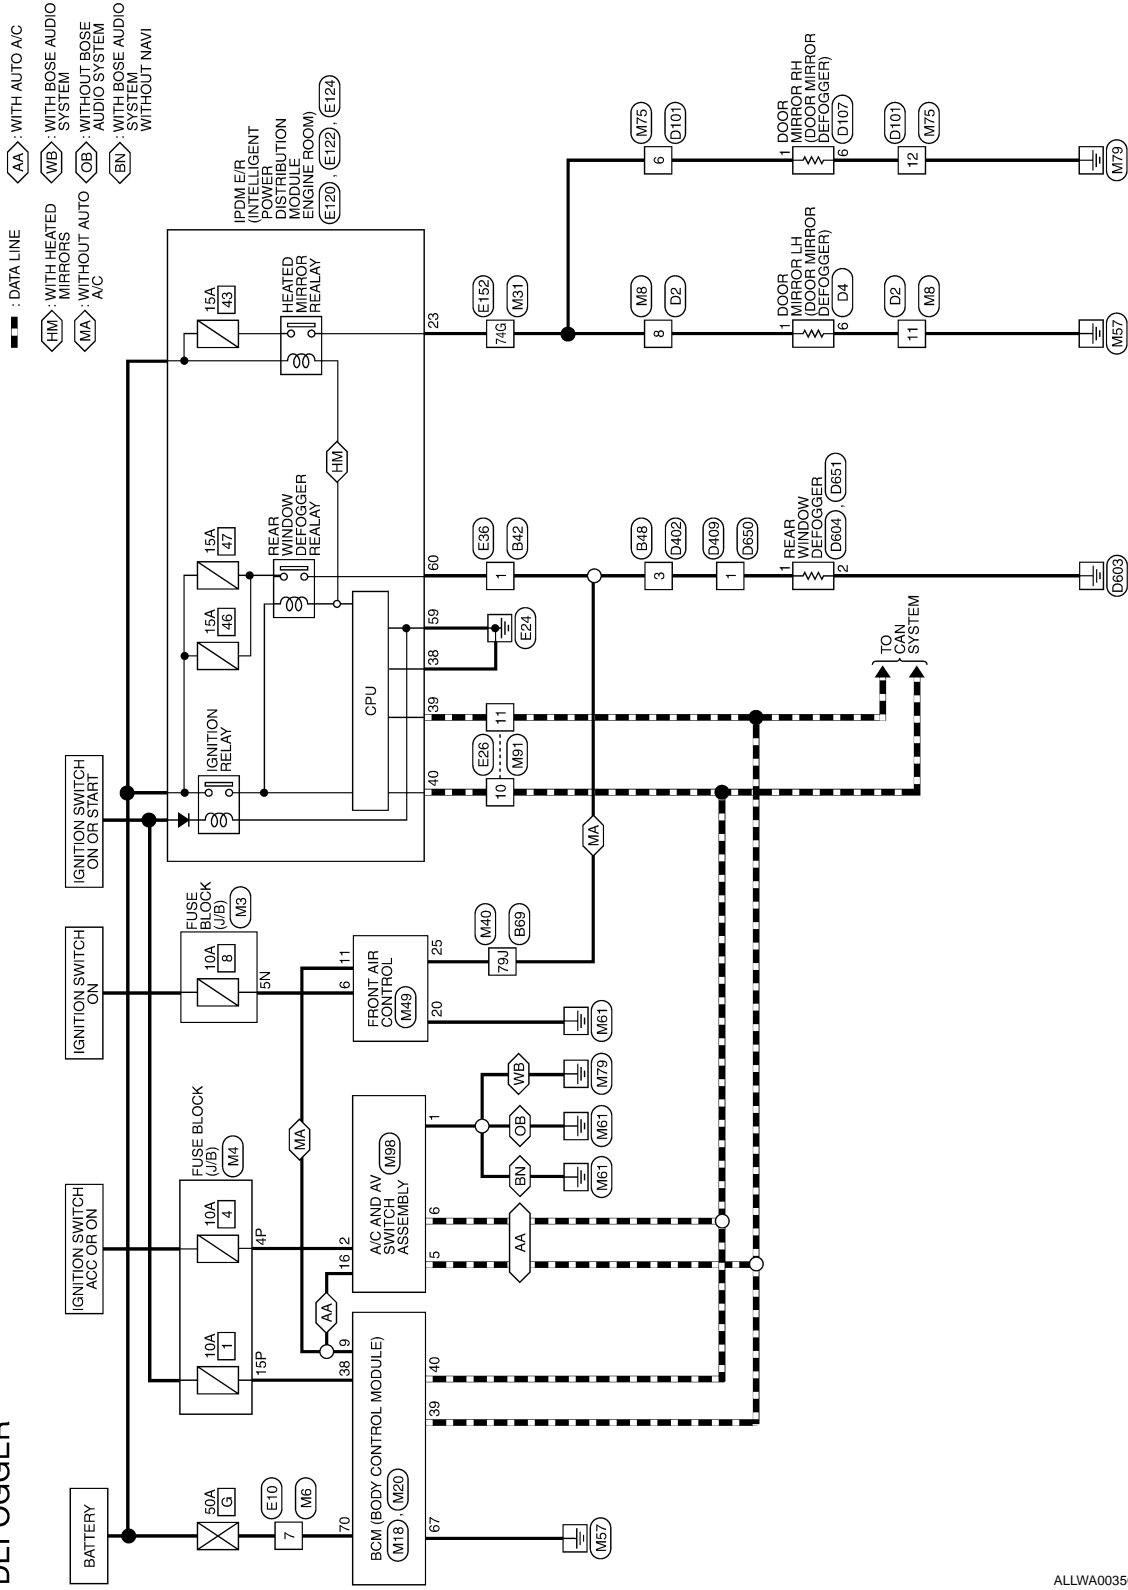 DEFOGGER
: DATA LINE
HM : WITH HEATED
MIRRORS
MA : WITHOUT AUTO
A/C
AA : WITH AUTO A/C
WB : WITH BOSE AUDIO
SYSTEM
OB : WITHOUT BOSE
AUDIO SYSTEM
BN : WITH BOSE AUDIO
SYSTEM
WITHOUT NAVI
BATTERY
IGNITION SWITCH
ACC OR ON
IGNITION SWITCH
ON
IGNITION SWITCH
ON OR START
50A
G
7
E10
M6
10A
1
15P
10A
4
4P
FUSE BLOCK
(J/B)
M4
10A
8
5N
FUSE
BLOCK
(J/B)
M3
IGNITION
RELAY
15A
46
15A
47
REAR
WINDOW
DEFOGGER
REALAY
HM
15A
43
HEATED
MIRROR
REALAY
IPDM E/R
(INTELLIGENT
POWER
DISTRIBUTION
MODULE
ENGINE ROOM)
E120 , E122 , E124
CPU
MA
AA
70
38
9
BCM (BODY CONTROL MODULE)
M18 , M20
67
39
40
16
2
A/C AND AV
SWITCH
ASSEMBLY
M98
5
6
1
6
11
FRONT AIR
CONTROL
M49
20
25
40
39
38
59
60
23
M57
AA
BN
OB
WB
M61
M61
M79
M61
79J
M40
B69
MA
10
11
E26
M91
E24
1
E36
B42
74G
E152
M31
3
B48
D402
1
D409
D650
8
M8
D2
6
M75
D101
1
REAR
WINDOW
DEFOGGER
D604 , D651
2
1
DOOR
MIRROR LH
(DOOR MIRROR
DEFOGGER)
D4
6
1
DOOR
MIRROR RH
(DOOR MIRROR
DEFOGGER)
D107
6
TO
CAN
SYSTEM
11
D2
M8
12
D101
M75
D603
M57
M79